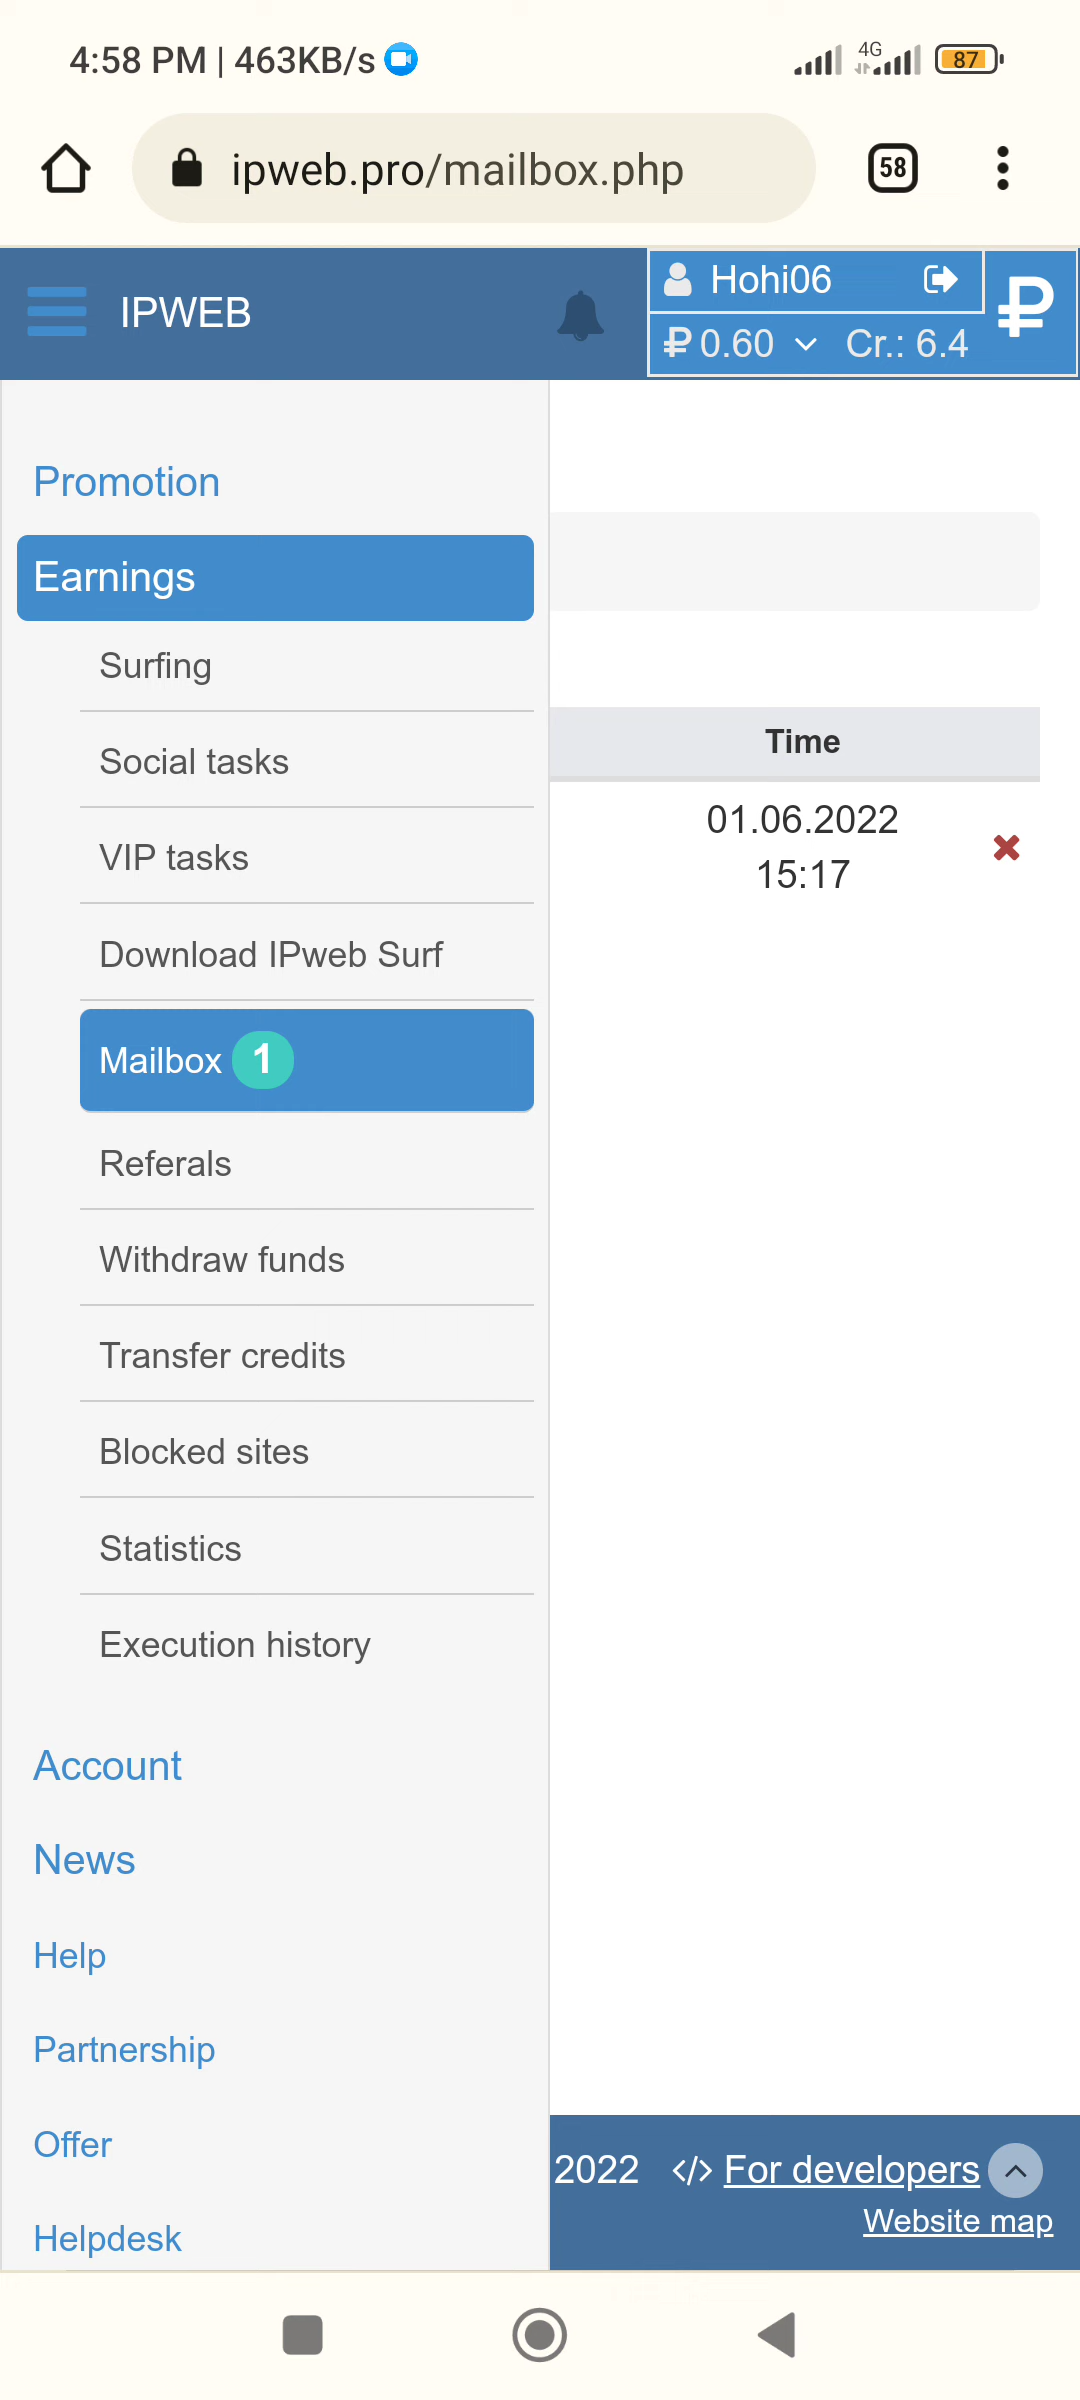 4:58 PM | 463KB/s
4G
87
ipweb.pro/mailbox.php
58
IPWEB
Hohi06
₽ 0.60
Cr.: 6.4
₽
Promotion
Earnings
Surfing
Social tasks
VIP tasks
Download IPweb Surf
Mailbox 1
Referals
Withdraw funds
Transfer credits
Blocked sites
Statistics
Execution history
Account
News
Help
Partnership
Offer
Helpdesk
Time
01.06.2022
15:17
2022 </> For developers
Website map